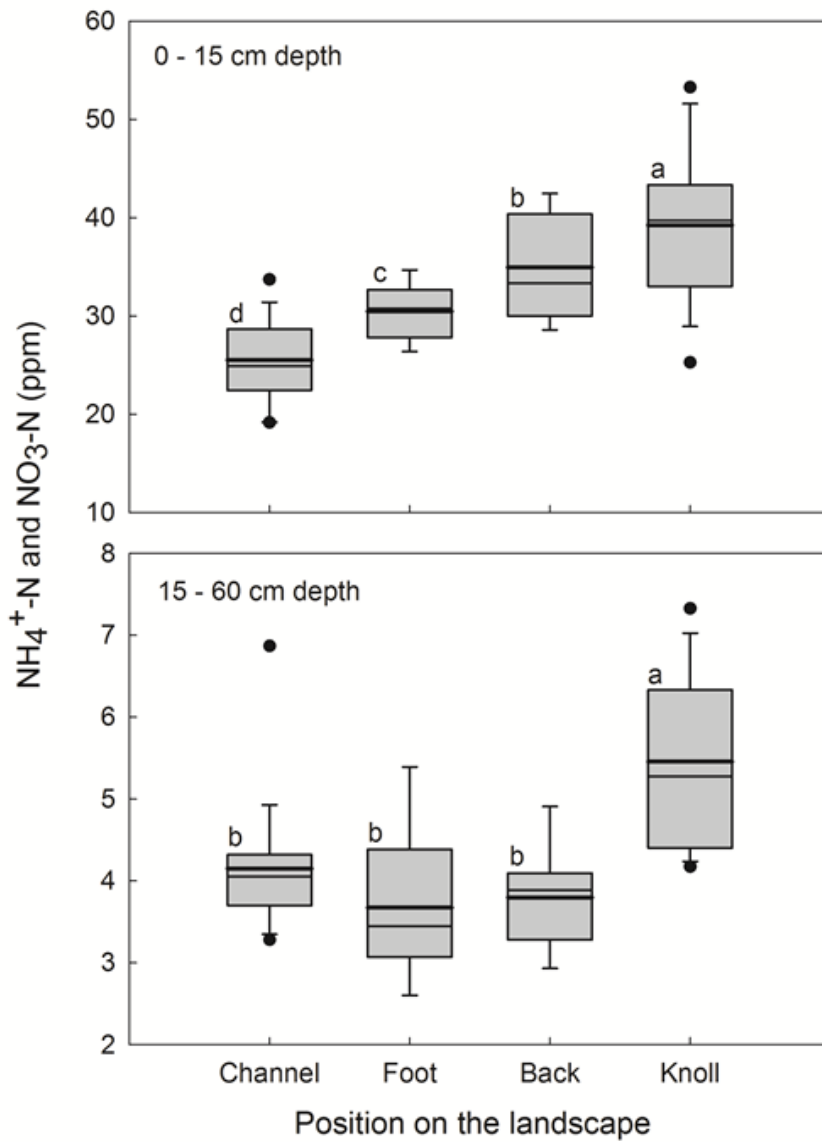 NH₄⁺-N and NO₃-N (ppm)
0 - 15 cm depth
60
50
40
30
20
10
d
c
b
a
15 - 60 cm depth
8
7
6
5
4
3
2
b
b
b
a
Channel Foot Back Knoll
Position on the landscape